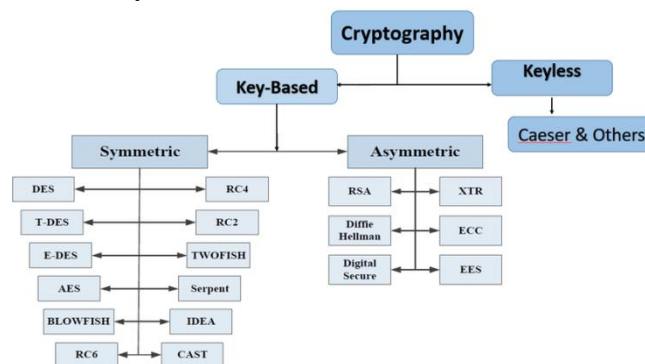 Cryptography
Key-Based
Keyless
Caeser & Others
Symmetric
Asymmetric
DES
RC4
T-DES
RC2
E-DES
TWOFISH
AES
Serpent
BLOWFISH
IDEA
RC6
CAST
RSA
XTR
Diffie
Hellman
ECC
Digital
Secure
EES